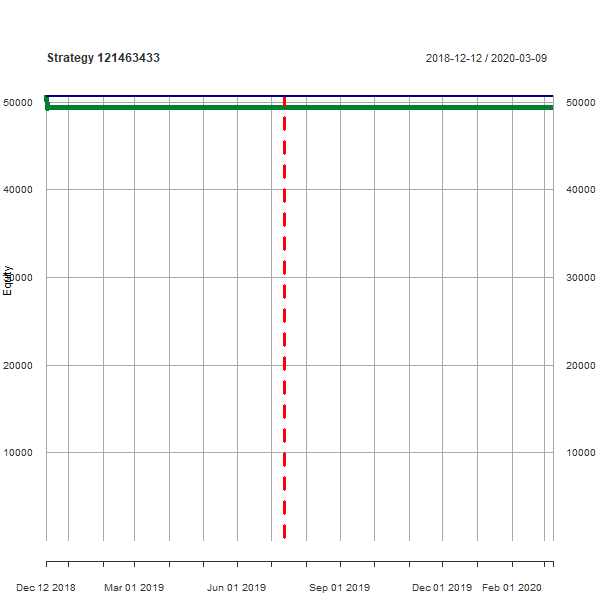 Strategy 121463433 2018-12-12 / 2020-03-09
50000 50000
40000 40000
Equity
30000 30000
20000 20000
10000 10000
Dec 12 2018 Mar 01 2019 Jun 01 2019 Sep 01 2019 Dec 01 2019 Feb 01 2020